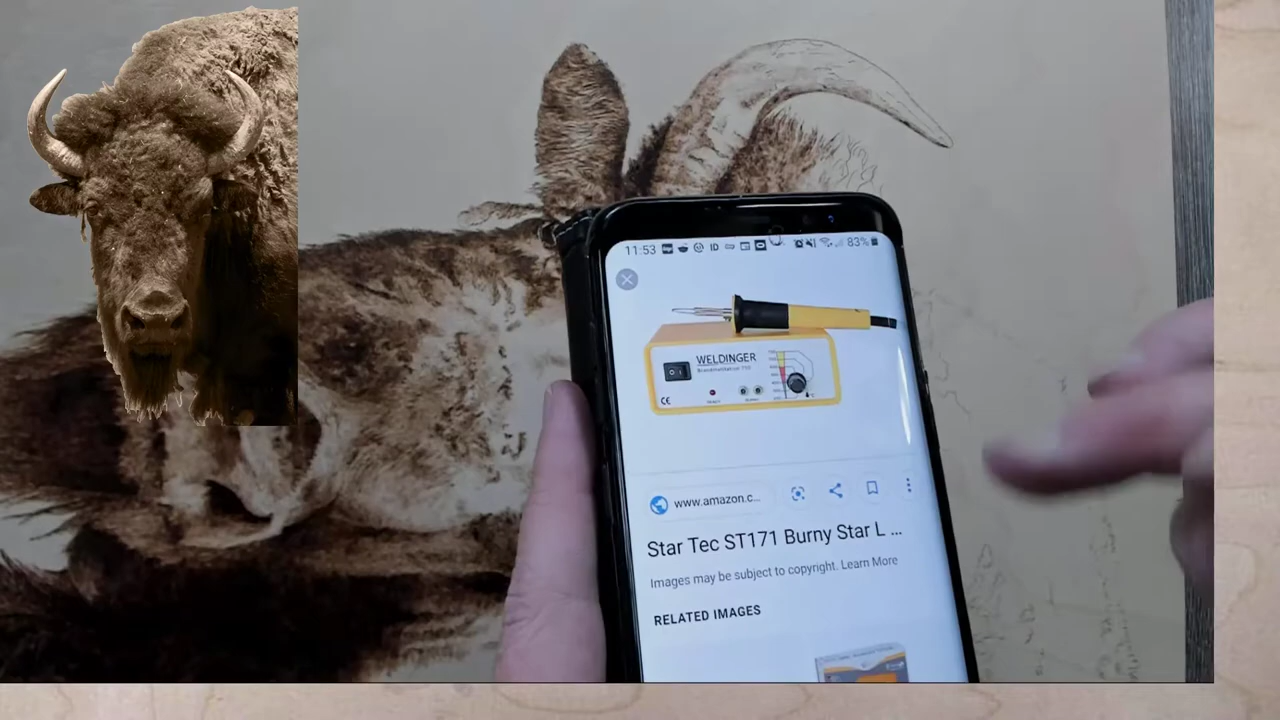 11:53 ID 83%
WELDINGER
CE
www.amazon.c...
Star Tec ST171 Burny Star L ...
Images may be subject to copyright. Learn More
RELATED IMAGES